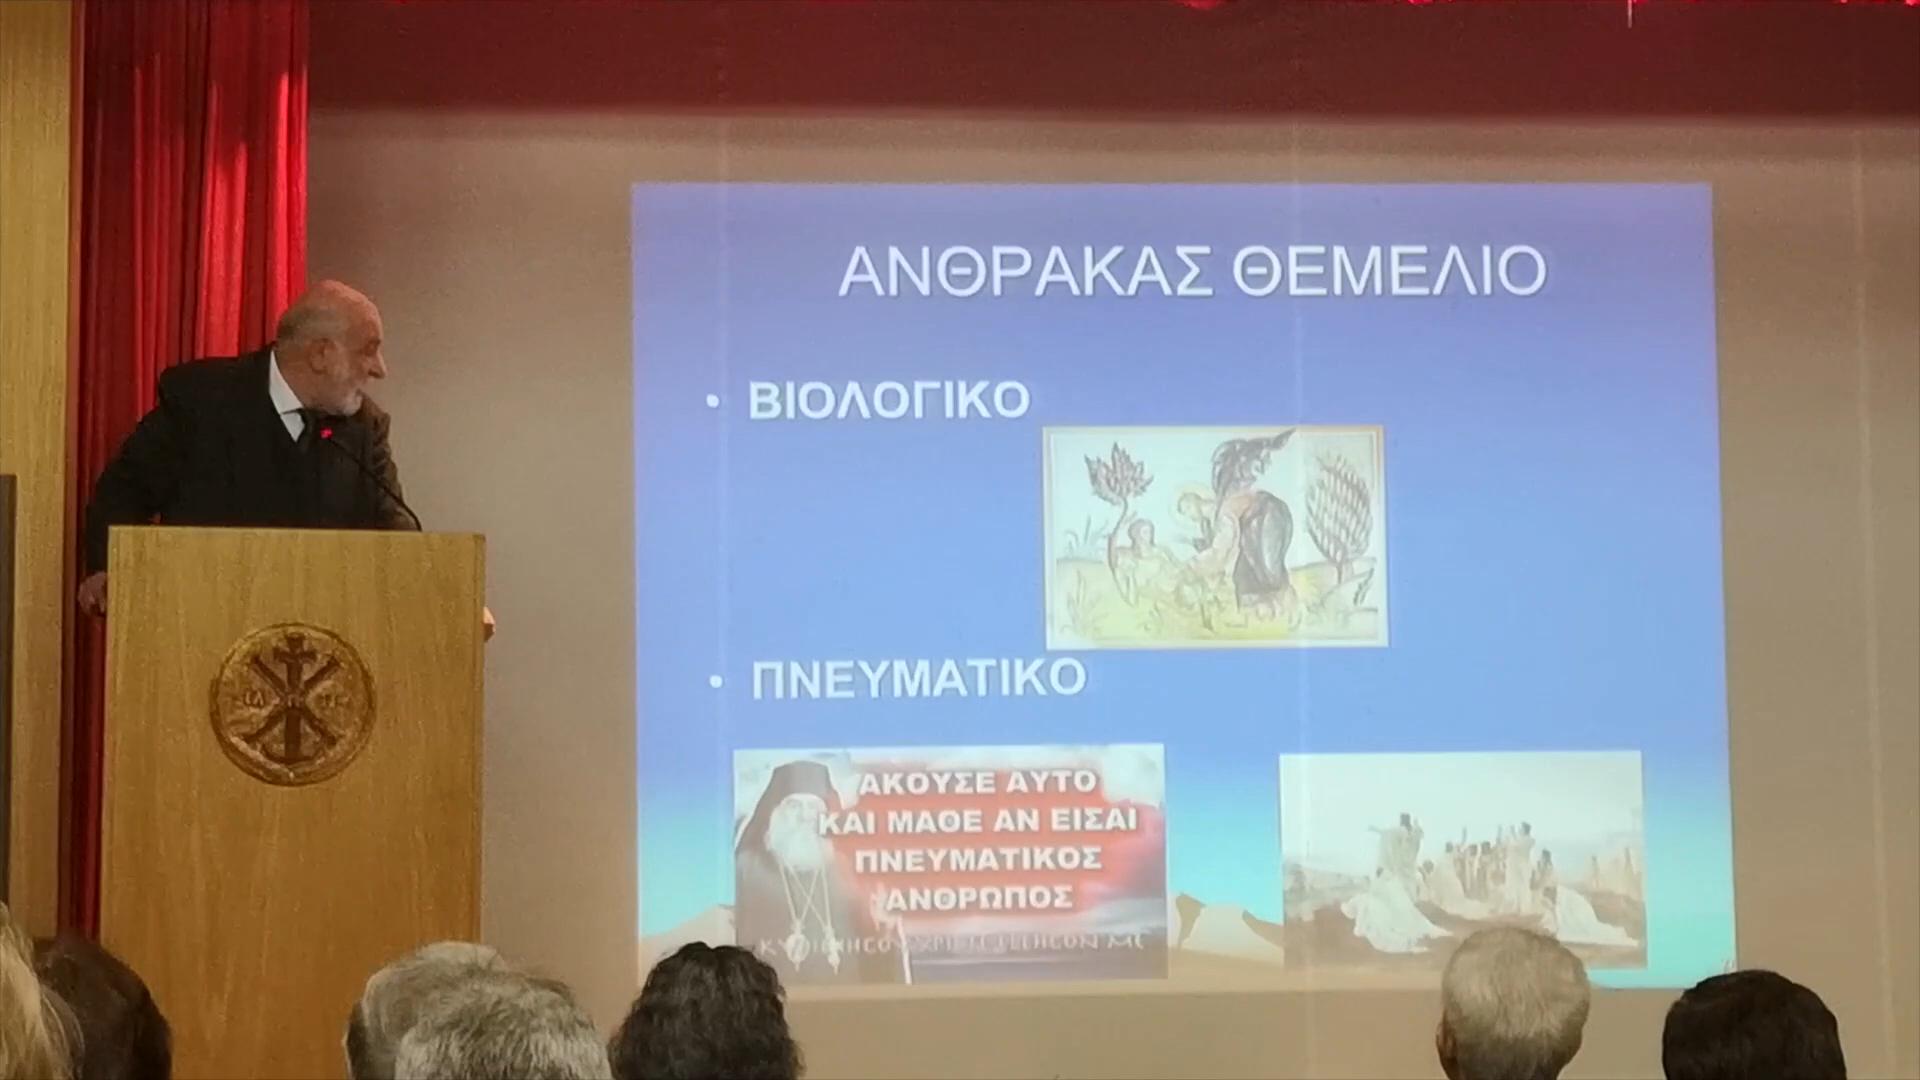 ΑΝΘΡΑΚΑΣ ΘΕΜΕΛΙΟ
• ΒΙΟΛΟΓΙΚΟ
• ΠΝΕΥΜΑΤΙΚΟ
ΑΚΟΥΣΕ ΑΥΤΟ
ΚΑΙ ΜΑΘΕ ΑΝ ΕΙΣΑΙ
ΠΝΕΥΜΑΤΙΚΟΣ
ΑΝΘΡΩΠΟΣ